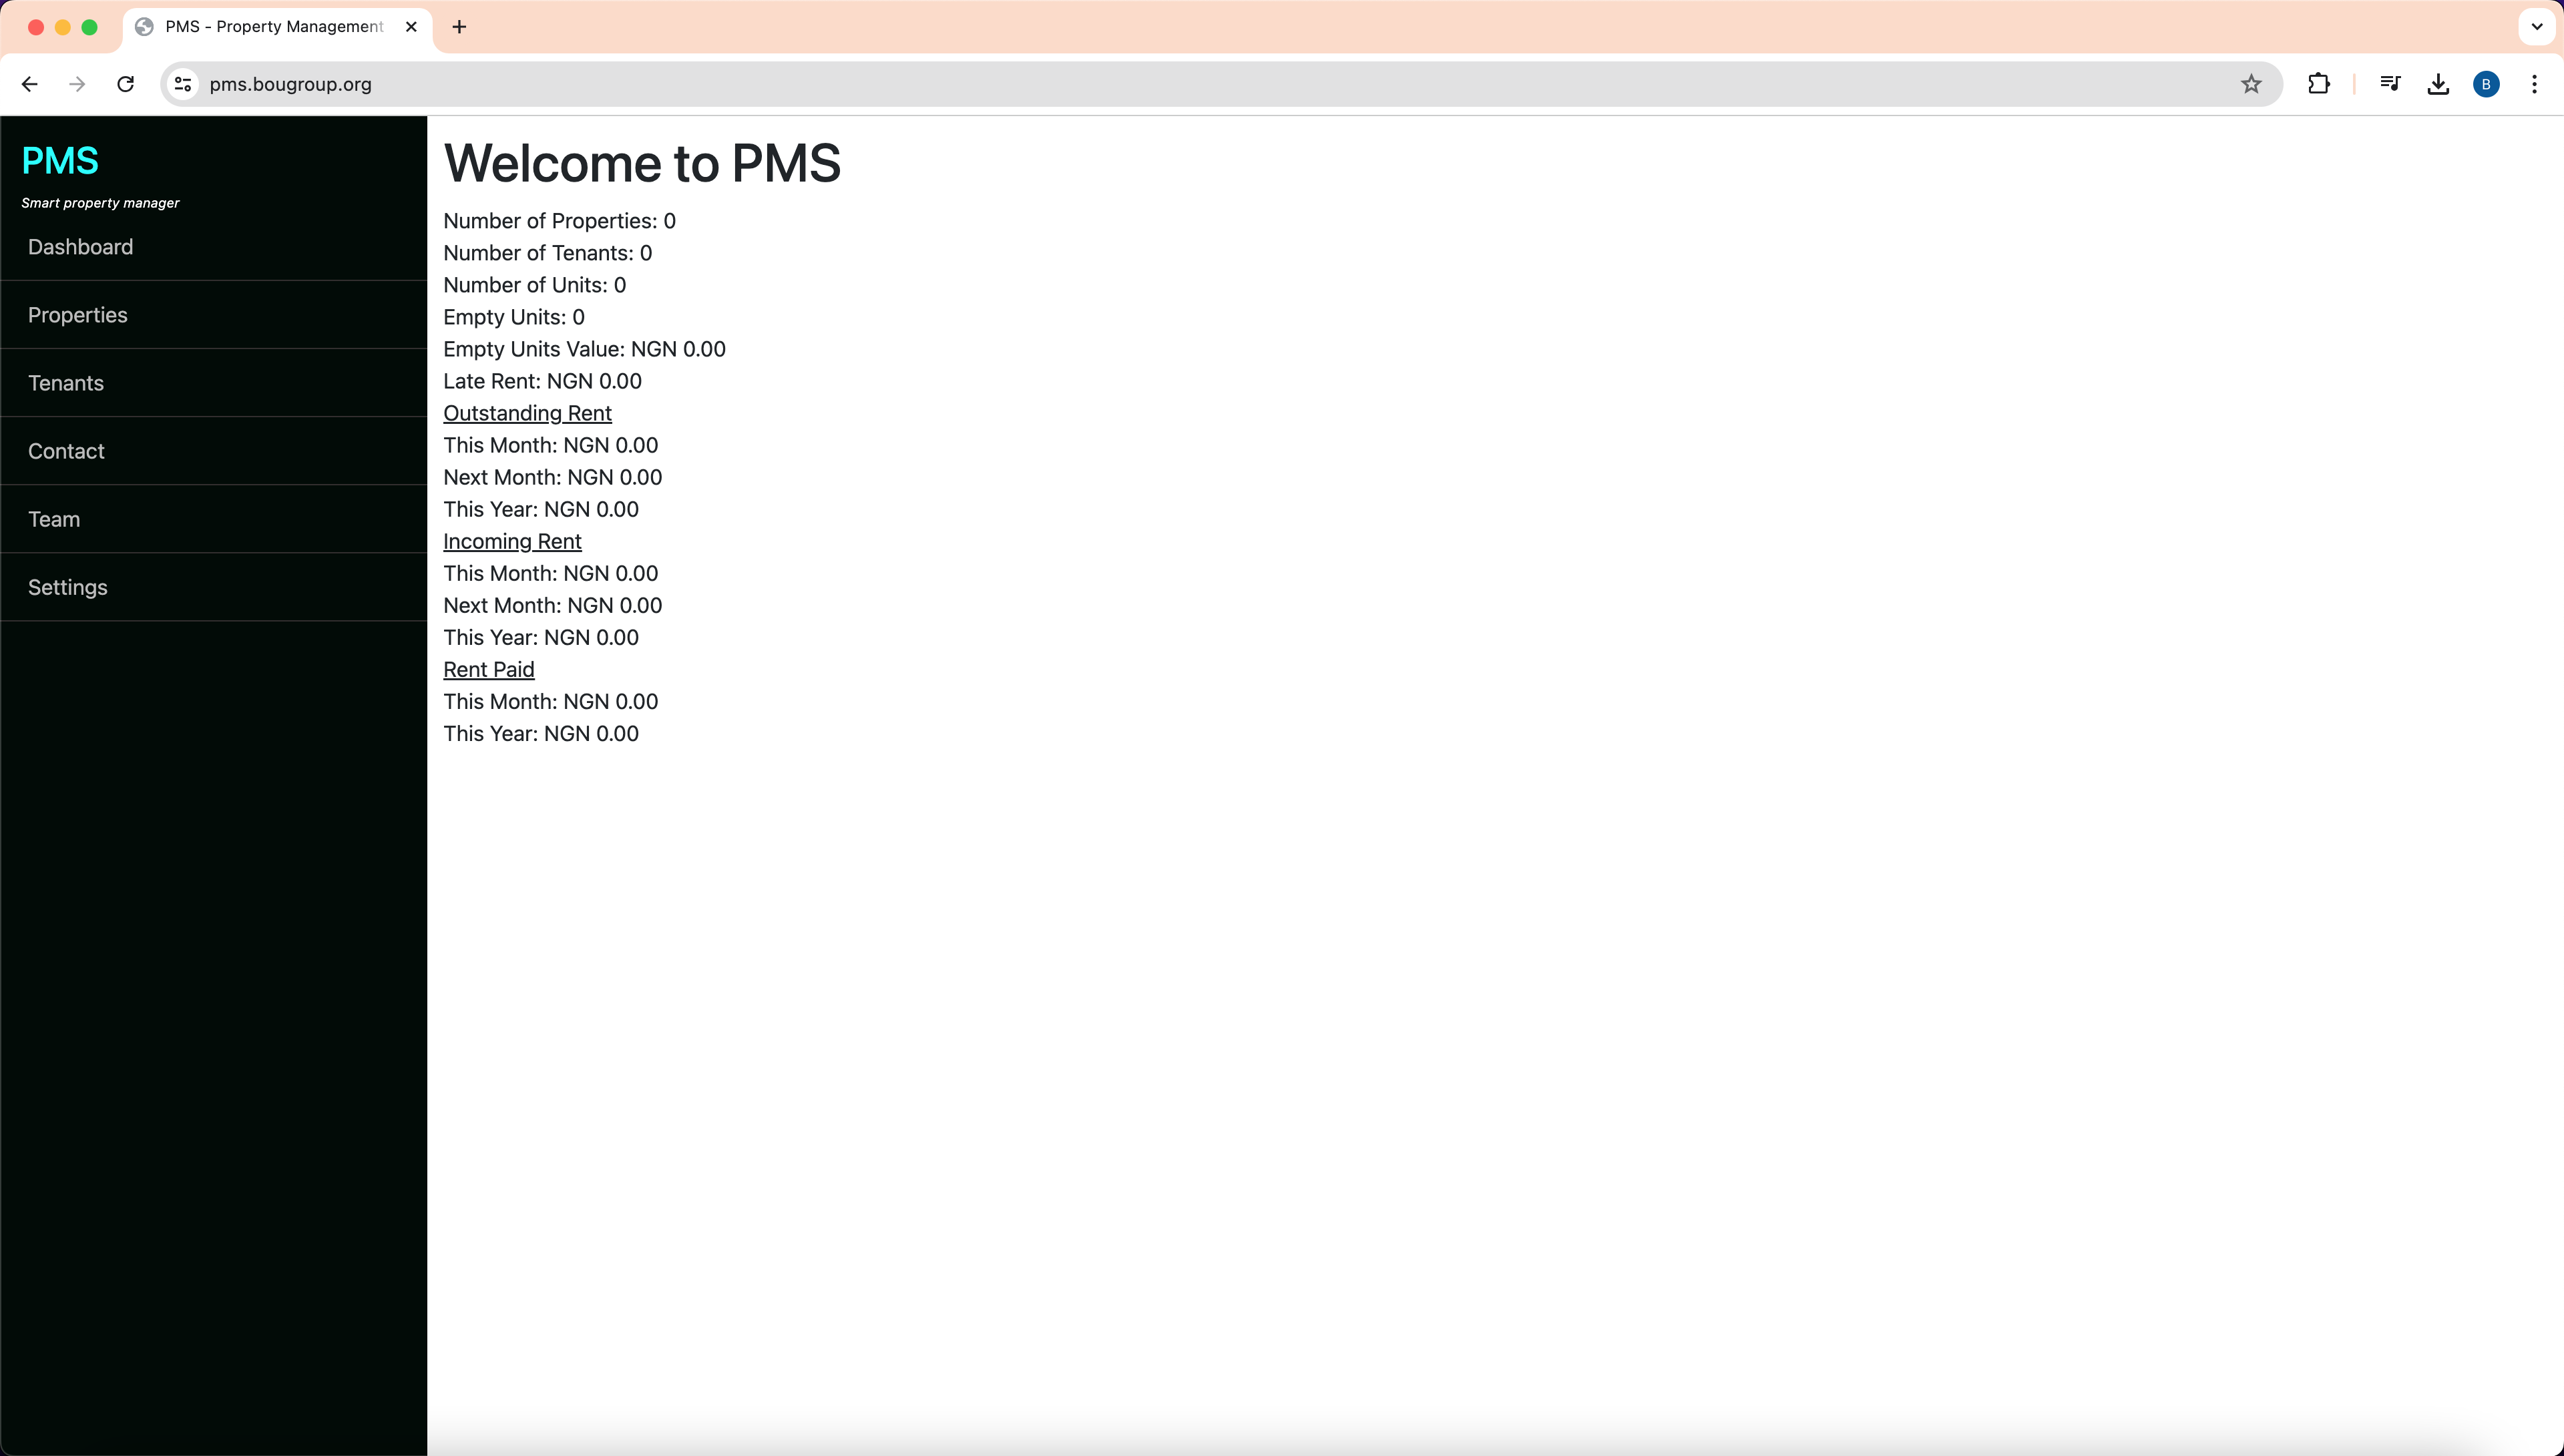 PMS - Property Management
pms.bougroup.org
B
PMS
Smart property manager
Dashboard
Properties
Tenants
Contact
Team
Settings
Welcome to PMS
Number of Properties: 0
Number of Tenants: 0
Number of Units: 0
Empty Units: 0
Empty Units Value: NGN 0.00
Late Rent: NGN 0.00
Outstanding Rent
This Month: NGN 0.00
Next Month: NGN 0.00
This Year: NGN 0.00
Incoming Rent
This Month: NGN 0.00
Next Month: NGN 0.00
This Year: NGN 0.00
Rent Paid
This Month: NGN 0.00
This Year: NGN 0.00